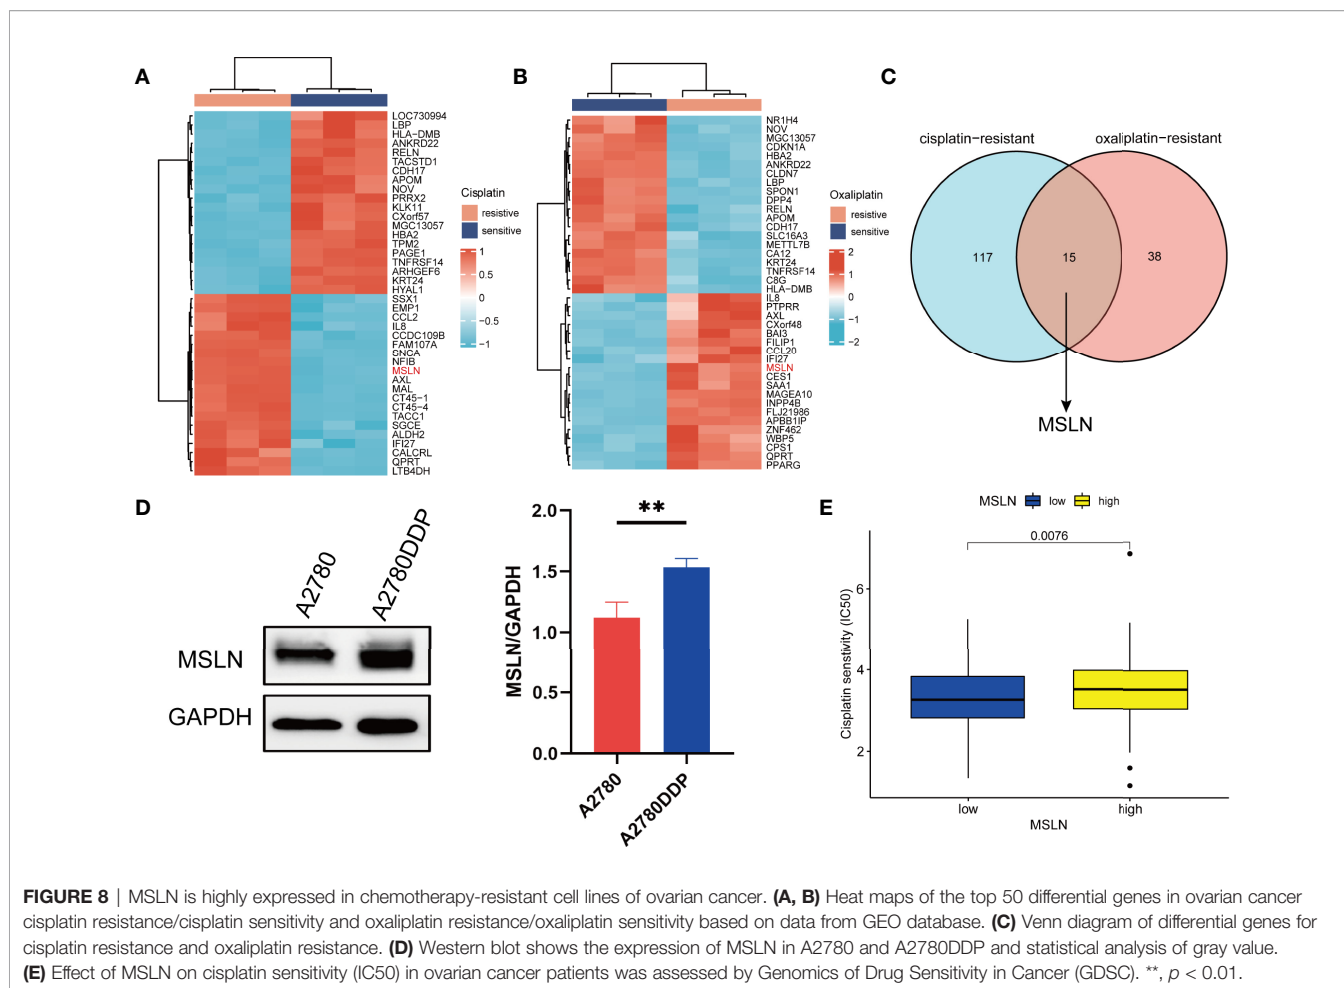 A
LOC730994
LBP
HLA-DMB
ANKRD22
RELN
TACSTD1
CDH17
APOM
NOV
PRRX2
KLK11
CXorf57
MGC13057
HBA2
TPM2
PAGE1
TNFRSF14
ARHGEF6
KRT24
HYAL1
SSX1
EMP1
CCL2
IL8
CCDC109B
FAM107A
SNCA
NFIB
MSLN
AXL
MAL
CT45-1
CT45-4
TACC1
SGCE
ALDH2
IFI27
CALCRL
QPRT
LTB4DH
Cisplatin
resistive
sensitive
1
0.5
0
−0.5
−1
B
NR1H4
NOV
MGC13057
CDKN1A
HBA2
ANKRD22
CLDN7
LBP
SPON1
DPP4
RELN
APOM
CDH17
SLC16A3
METTL7B
CA12
KRT24
TNFRSF14
C8G
HLA-DMB
IL8
PTPRR
AXL
CXorf48
BAI3
FILIP1
CCL20
IFI27
MSLN
CES1
SAA1
MAGEA10
INPP4B
FLJ21986
APBB1IP
ZNF462
WBP5
CPS1
QPRT
PPARG
Oxaliplatin
resistive
sensitive
2
1
0
−1
−2
C
cisplatin-resistant
oxaliplatin-resistant
117
15
38
MSLN
D
A2780
A2780DDP
MSLN
GAPDH
**
MSLN/GAPDH
2.0
1.5
1.0
0.5
0.0
A2780
A2780DDP
E
MSLN low high
0.0076
Cisplatin senstivity (IC50)
6
4
2
low
high
MSLN
FIGURE 8 | MSLN is highly expressed in chemotherapy-resistant cell lines of ovarian cancer. (A, B) Heat maps of the top 50 differential genes in ovarian cancer
cisplatin resistance/cisplatin sensitivity and oxaliplatin resistance/oxaliplatin sensitivity based on data from GEO database. (C) Venn diagram of differential genes for
cisplatin resistance and oxaliplatin resistance. (D) Western blot shows the expression of MSLN in A2780 and A2780DDP and statistical analysis of gray value.
(E) Effect of MSLN on cisplatin sensitivity (IC50) in ovarian cancer patients was assessed by Genomics of Drug Sensitivity in Cancer (GDSC). **, p < 0.01.